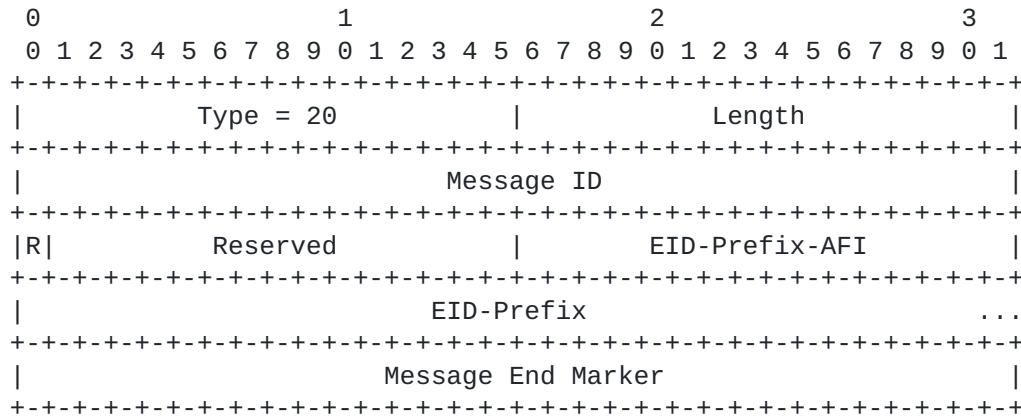 0                   1                   2                   3
 0 1 2 3 4 5 6 7 8 9 0 1 2 3 4 5 6 7 8 9 0 1 2 3 4 5 6 7 8 9 0 1
+-+-+-+-+-+-+-+-+-+-+-+-+-+-+-+-+-+-+-+-+-+-+-+-+-+-+-+-+-+-+-+-+
|           Type = 20           |            Length             |
+-+-+-+-+-+-+-+-+-+-+-+-+-+-+-+-+-+-+-+-+-+-+-+-+-+-+-+-+-+-+-+-+
|                           Message ID                          |
+-+-+-+-+-+-+-+-+-+-+-+-+-+-+-+-+-+-+-+-+-+-+-+-+-+-+-+-+-+-+-+-+
|R|          Reserved           |        EID-Prefix-AFI         |
+-+-+-+-+-+-+-+-+-+-+-+-+-+-+-+-+-+-+-+-+-+-+-+-+-+-+-+-+-+-+-+-+
|                          EID-Prefix                         ...
+-+-+-+-+-+-+-+-+-+-+-+-+-+-+-+-+-+-+-+-+-+-+-+-+-+-+-+-+-+-+-+-+
|                       Message End Marker                      |
+-+-+-+-+-+-+-+-+-+-+-+-+-+-+-+-+-+-+-+-+-+-+-+-+-+-+-+-+-+-+-+-+